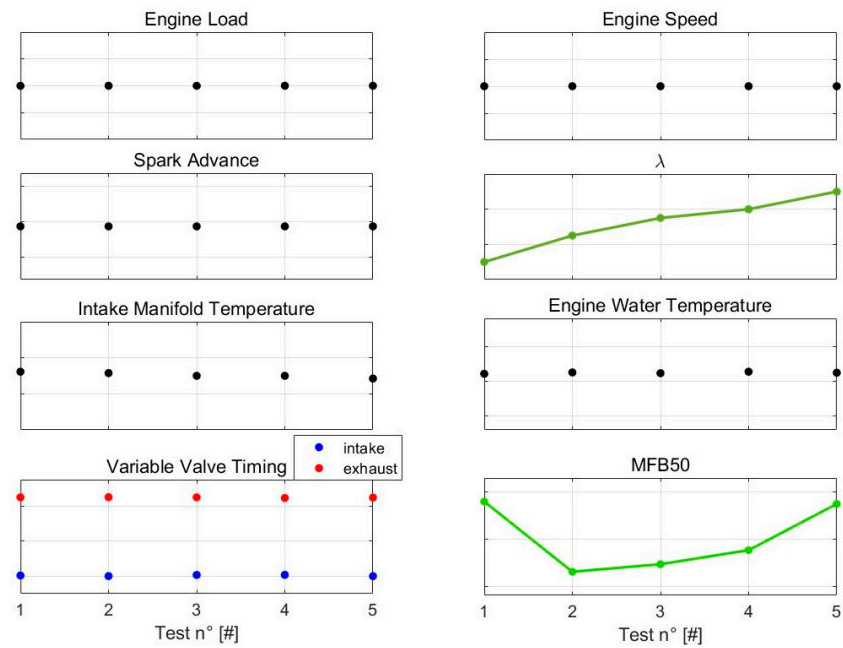 Engine Load
Engine Speed
Spark Advance
λ
Intake Manifold Temperature
Engine Water Temperature
Variable Valve Timing
intake
exhaust
MFB50
1 2 3 4 5
Test n° [#]
1 2 3 4 5
Test n° [#]